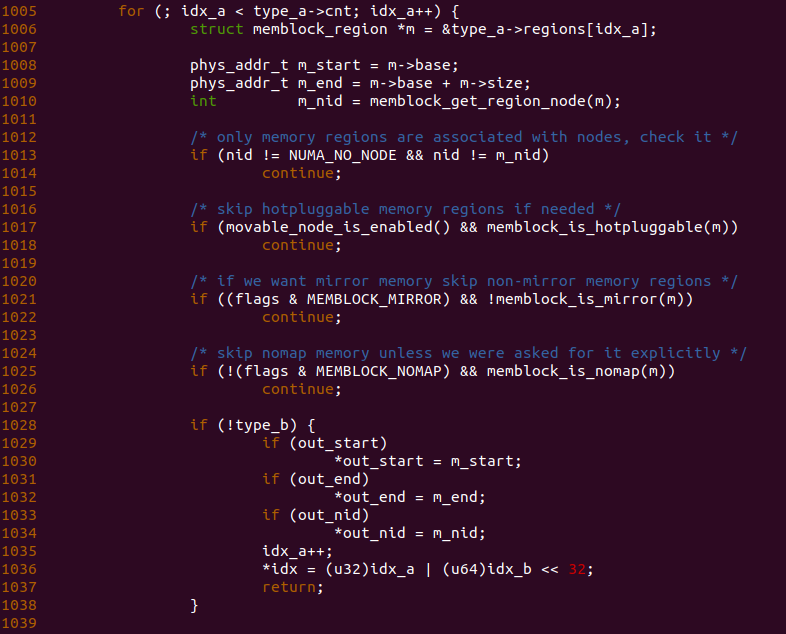 1005         for (; idx_a < type_a->cnt; idx_a++) {
1006                 struct memblock_region *m = &type_a->regions[idx_a];
1007
1008                 phys_addr_t m_start = m->base;
1009                 phys_addr_t m_end = m->base + m->size;
1010                 int         m_nid = memblock_get_region_node(m);
1011
1012                 /* only memory regions are associated with nodes, check it */
1013                 if (nid != NUMA_NO_NODE && nid != m_nid)
1014                         continue;
1015
1016                 /* skip hotpluggable memory regions if needed */
1017                 if (movable_node_is_enabled() && memblock_is_hotpluggable(m))
1018                         continue;
1019
1020                 /* if we want mirror memory skip non-mirror memory regions */
1021                 if ((flags & MEMBLOCK_MIRROR) && !memblock_is_mirror(m))
1022                         continue;
1023
1024                 /* skip nomap memory unless we were asked for it explicitly */
1025                 if (!(flags & MEMBLOCK_NOMAP) && memblock_is_nomap(m))
1026                         continue;
1027
1028                 if (!type_b) {
1029                         if (out_start)
1030                                 *out_start = m_start;
1031                         if (out_end)
1032                                 *out_end = m_end;
1033                         if (out_nid)
1034                                 *out_nid = m_nid;
1035                         idx_a++;
1036                         *idx = (u32)idx_a | (u64)idx_b << 32;
1037                         return;
1038                 }
1039